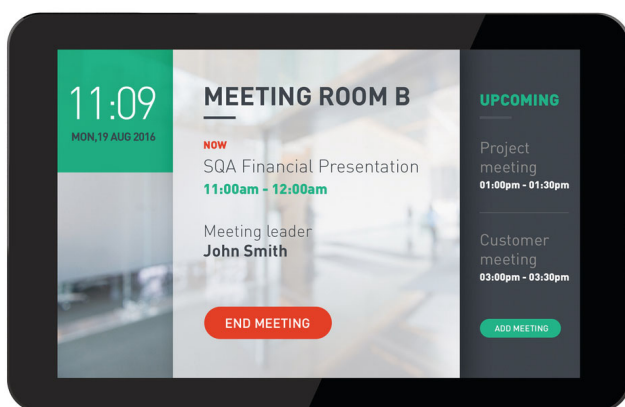 11:09
MON,19 AUG 2016
MEETING ROOM B
NOW
SQA Financial Presentation
11:00am - 12:00am
Meeting leader
John Smith
END MEETING
UPCOMING
Project
meeting
01:00pm - 01:30pm
Customer
meeting
03:00pm - 03:30pm
ADD MEETING